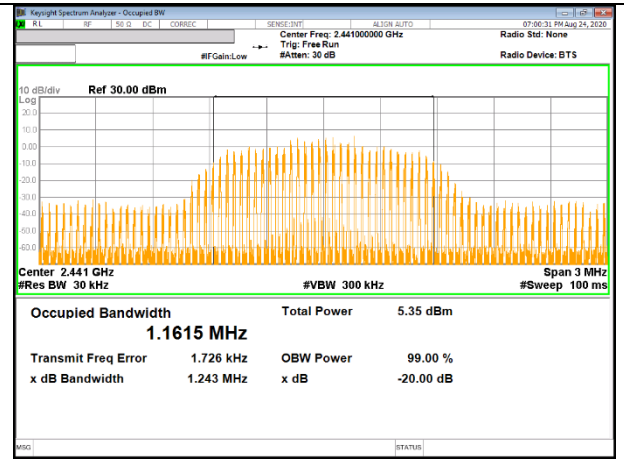 Keysight Spectrum Analyzer - Occupied BW
RL RF 50 Ω DC CORREC SENSE:INT ALIGN AUTO 07:00:31 PM Aug 24, 2020
Center Freq: 2.441000000 GHz Radio Std: None
Trig: Free Run
#IFGain:Low #Atten: 30 dB Radio Device: BTS
10 dB/div Ref 30.00 dBm
Log
20.0
10.0
0.00
-10.0
-20.0
-30.0
-40.0
-50.0
-60.0
Center 2.441 GHz Span 3 MHz
#Res BW 30 kHz #VBW 300 kHz #Sweep 100 ms
Occupied Bandwidth Total Power 5.35 dBm
1.1615 MHz
Transmit Freq Error 1.726 kHz OBW Power 99.00 %
x dB Bandwidth 1.243 MHz x dB -20.00 dB
MSG STATUS